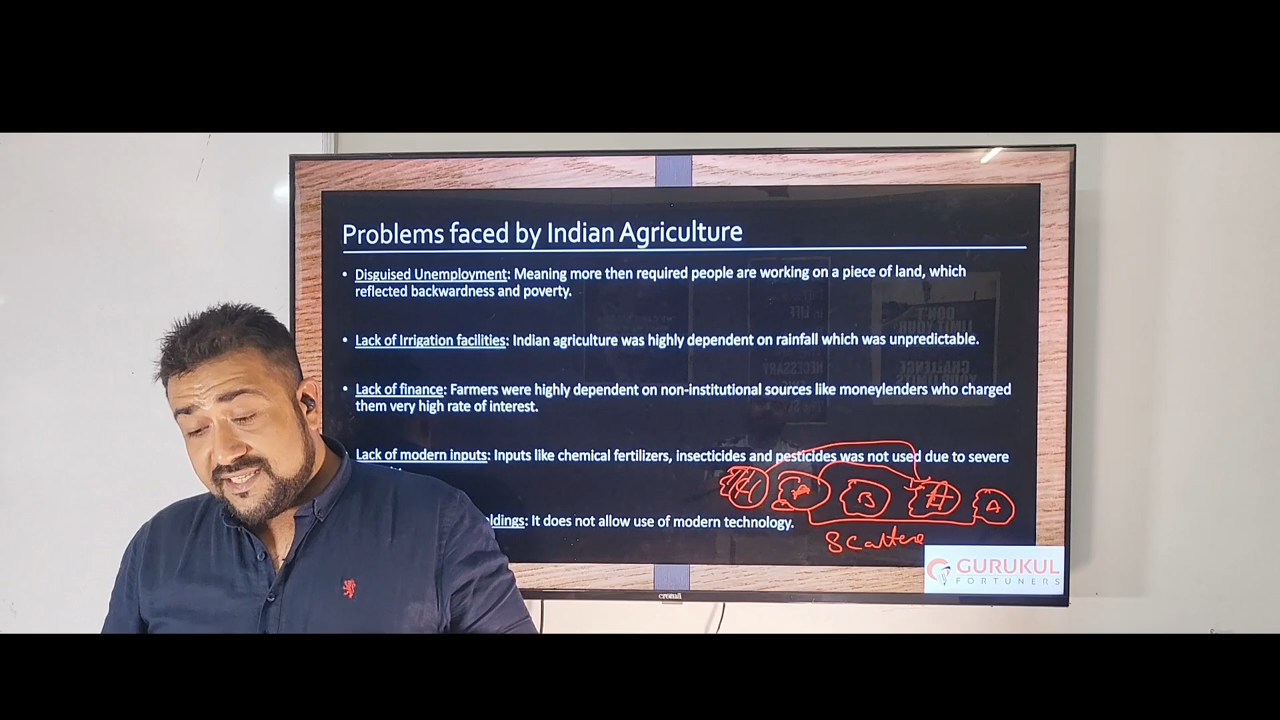 Problems faced by Indian Agriculture
• Disguised Unemployment: Meaning more then required people are working on a piece of land, which
reflected backwardness and poverty.
• Lack of Irrigation facilities: Indian agriculture was highly dependent on rainfall which was unpredictable.
• Lack of finance: Farmers were highly dependent on non-institutional sources like moneylenders who charged
them very high rate of interest.
Lack of modern inputs: Inputs like chemical fertilizers, insecticides and pesticides was not used due to severe
ldings: It does not allow use of modern technology.
B A
Scattere
GURUKUL
FORTUNERS
croma